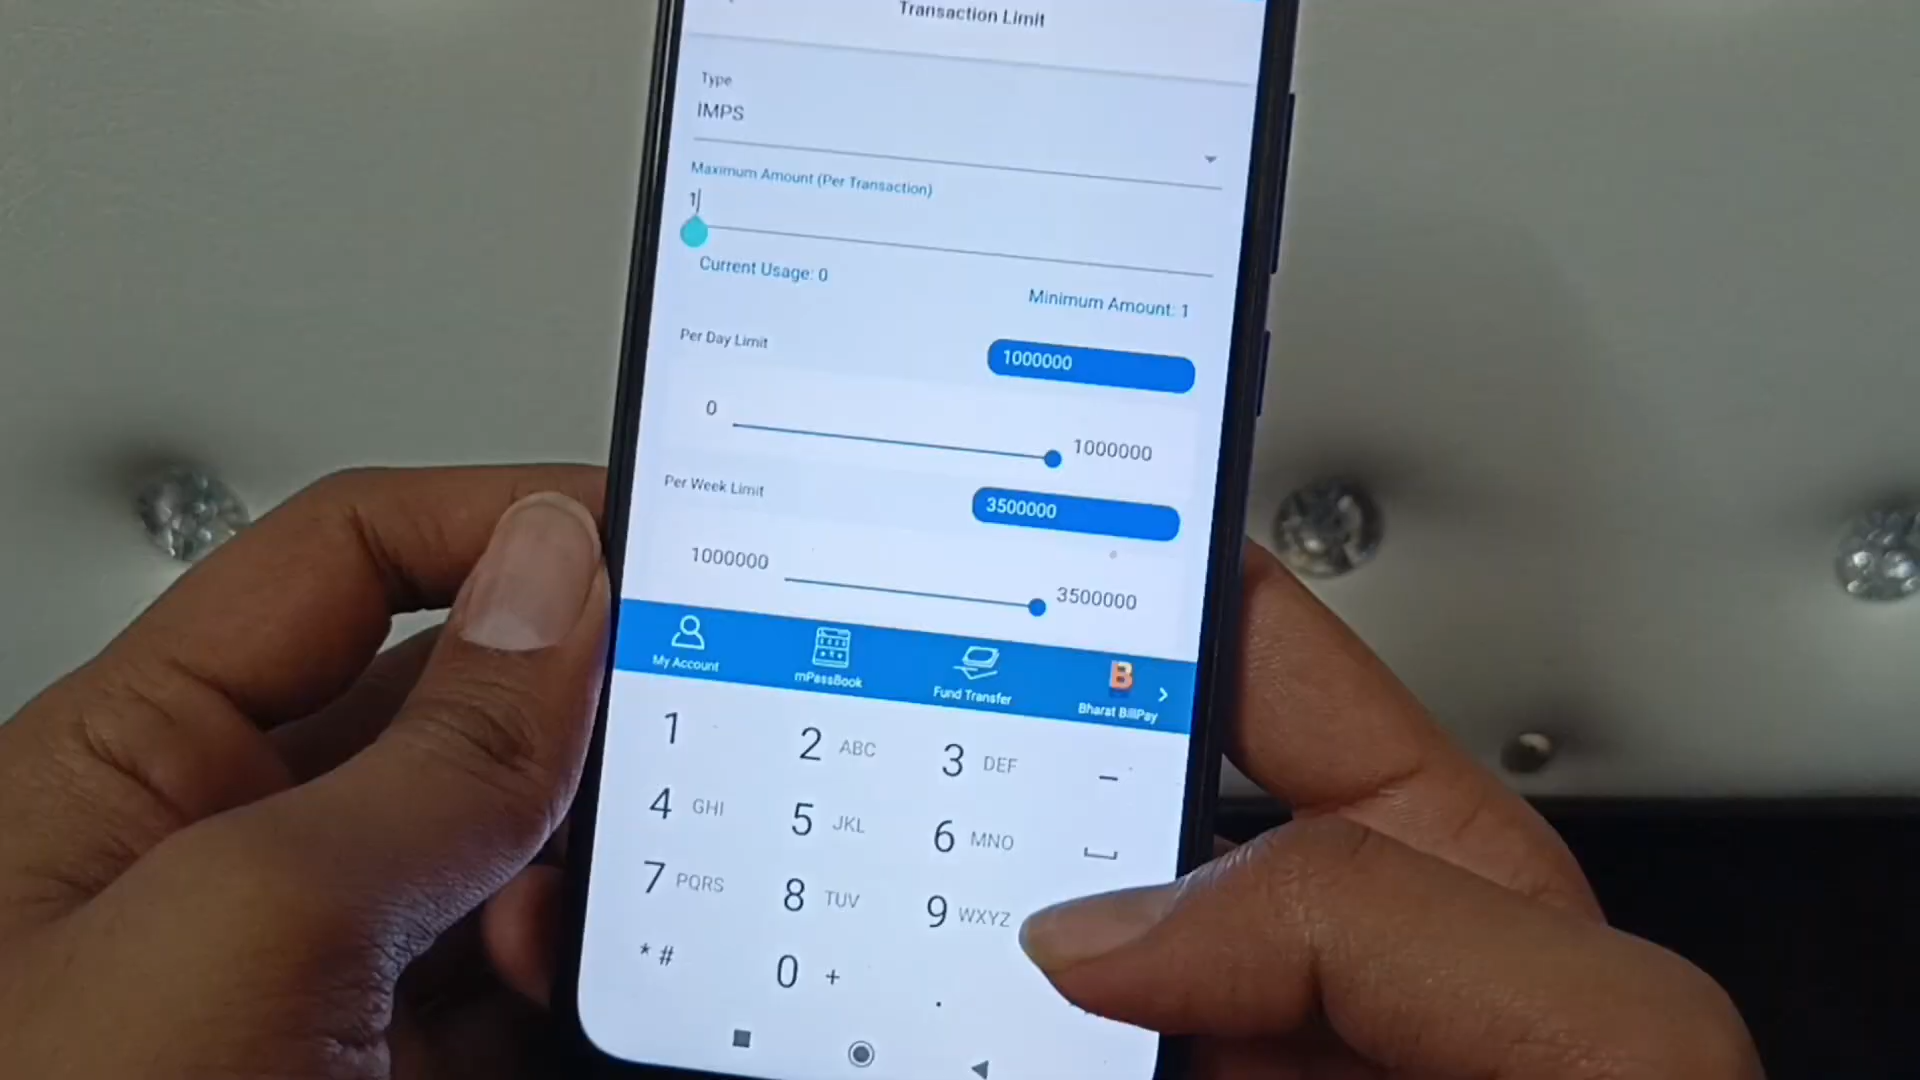 Transaction Limit
Type
IMPS
Maximum Amount (Per Transaction)
1
Current Usage: 0
Minimum Amount: 1
Per Day Limit
1000000
0
1000000
Per Week Limit
3500000
1000000
3500000
My Account
mPassBook
Fund Transfer
B
Bharat BillPay
1
2 ABC
3 DEF
-
4 GHI
5 JKL
6 MNO
7 PQRS
8 TUV
9 WXYZ
* #
0 +
.